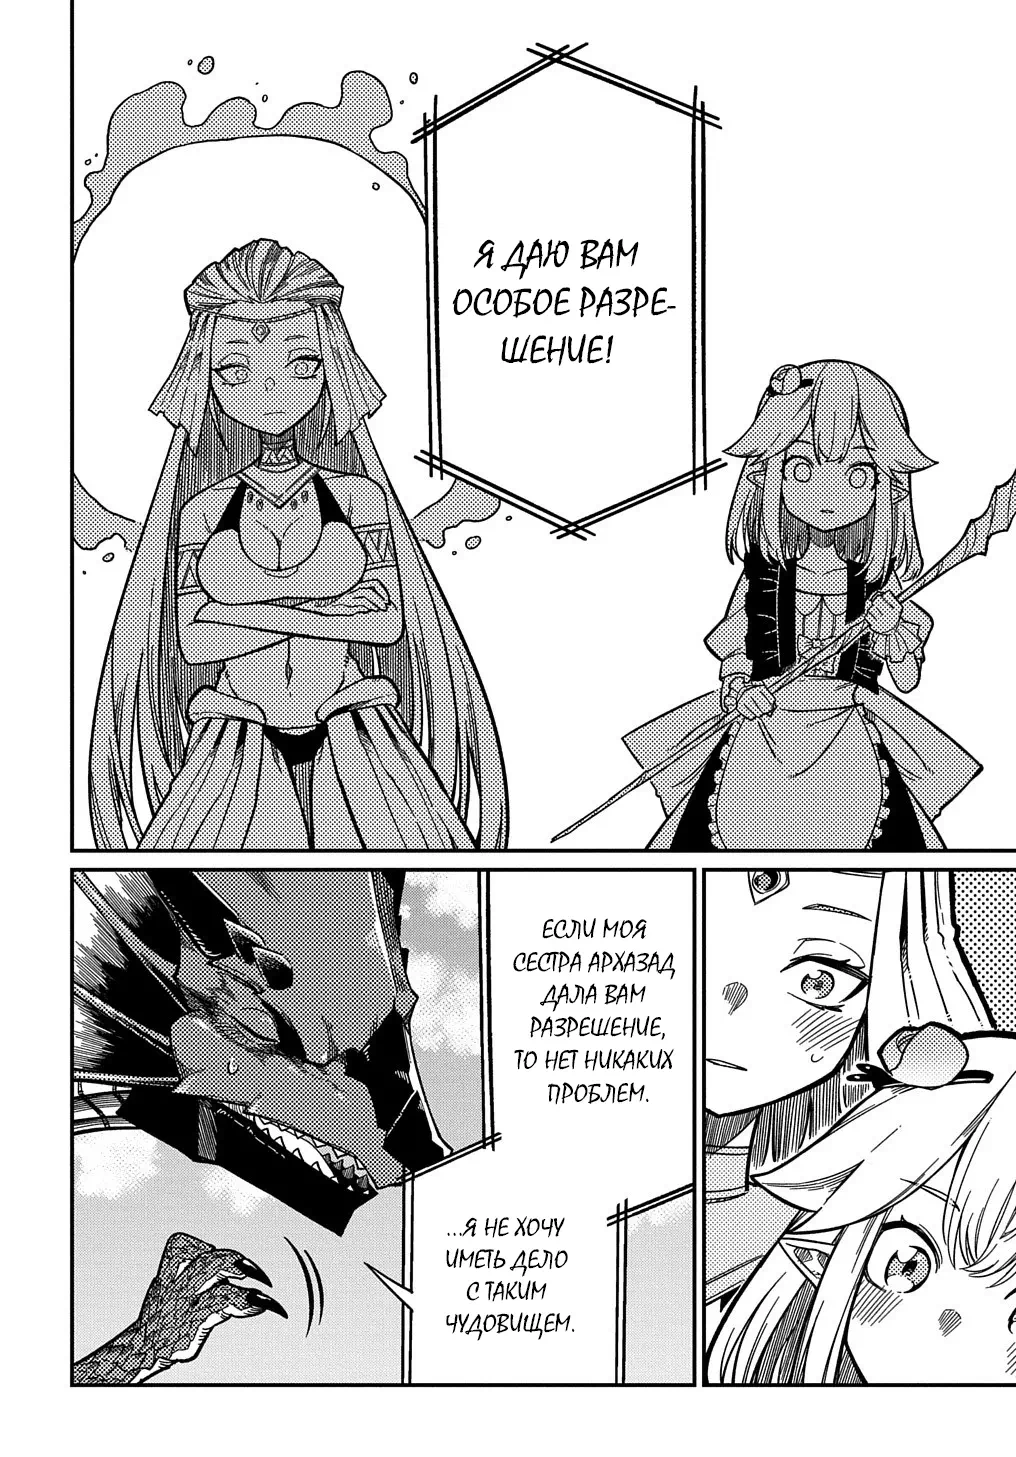 Я ДАЮ ВАМ
ОСОБОЕ РАЗРЕ-
ШЕНИЕ!
ЕСЛИ МОЯ
СЕСТРА АРХАЗАД
ДАЛА ВАМ
РАЗРЕШЕНИЕ,
ТО НЕТ НИКАКИХ
ПРОБЛЕМ.
...Я НЕ ХОЧУ
ИМЕТЬ ДЕЛО
С ТАКИМ
ЧУДОВИЩЕМ.